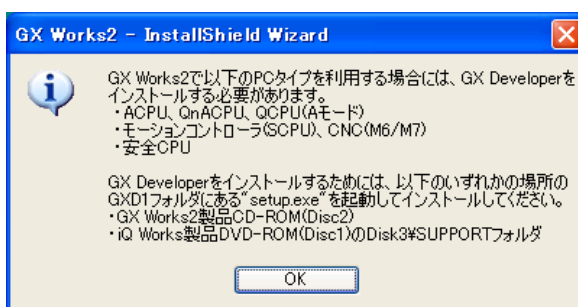 GX Works2 - InstallShield Wizard
GX Works2で以下のPCタイプを利用する場合には、GX Developerを
インストールする必要があります。
・ACPU、QnACPU、QCPU(Aモード)
・モーションコントローラ(SCPU)、CNC(M6/M7)
・安全CPU
GX Developerをインストールするためには、以下のいずれかの場所の
GXD1フォルダにある"setup.exe"を起動してインストールしてください。
・GX Works2製品CD-ROM(Disc2)
・iQ Works製品DVD-ROM(Disc1)のDisk3¥SUPPORTフォルダ
OK